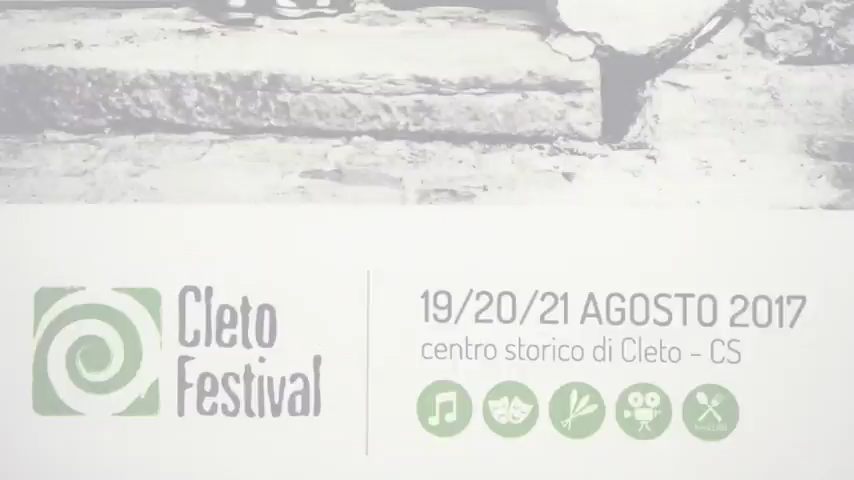 Cleto
Festival
19/20/21 AGOSTO 2017
centro storico di Cleto - CS